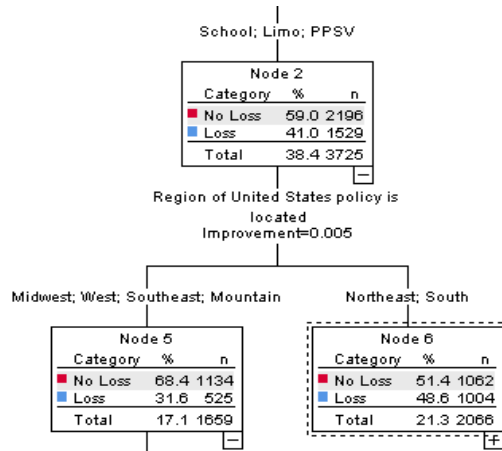 School; Limo; PPSV
Node 2
Category % n
No Loss 59.0 2196
Loss 41.0 1529
Total 38.4 3725
Region of United States policy is
located
Improvement=0.005
Midwest; West; Southeast; Mountain
Northeast; South
Node 5
Category % n
No Loss 68.4 1134
Loss 31.6 525
Total 17.1 1659
Node 6
Category % n
No Loss 51.4 1062
Loss 48.6 1004
Total 21.3 2066